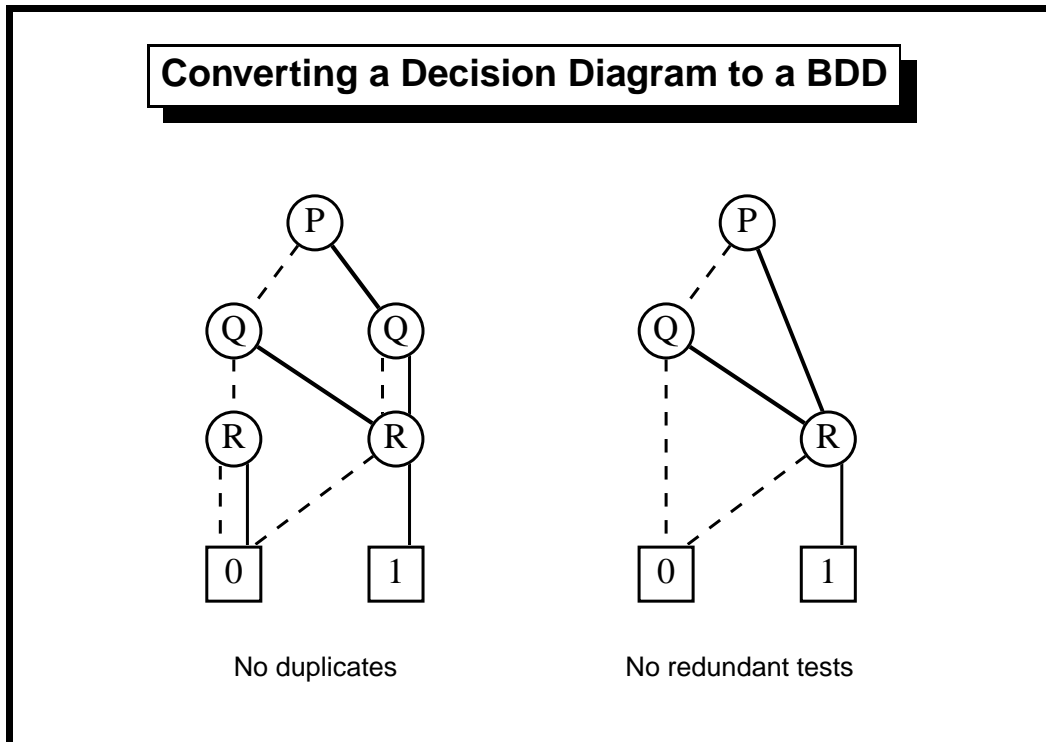 Converting a Decision Diagram to a BDD
P P
Q Q Q
R R R
0 1 0 1
No duplicates No redundant tests